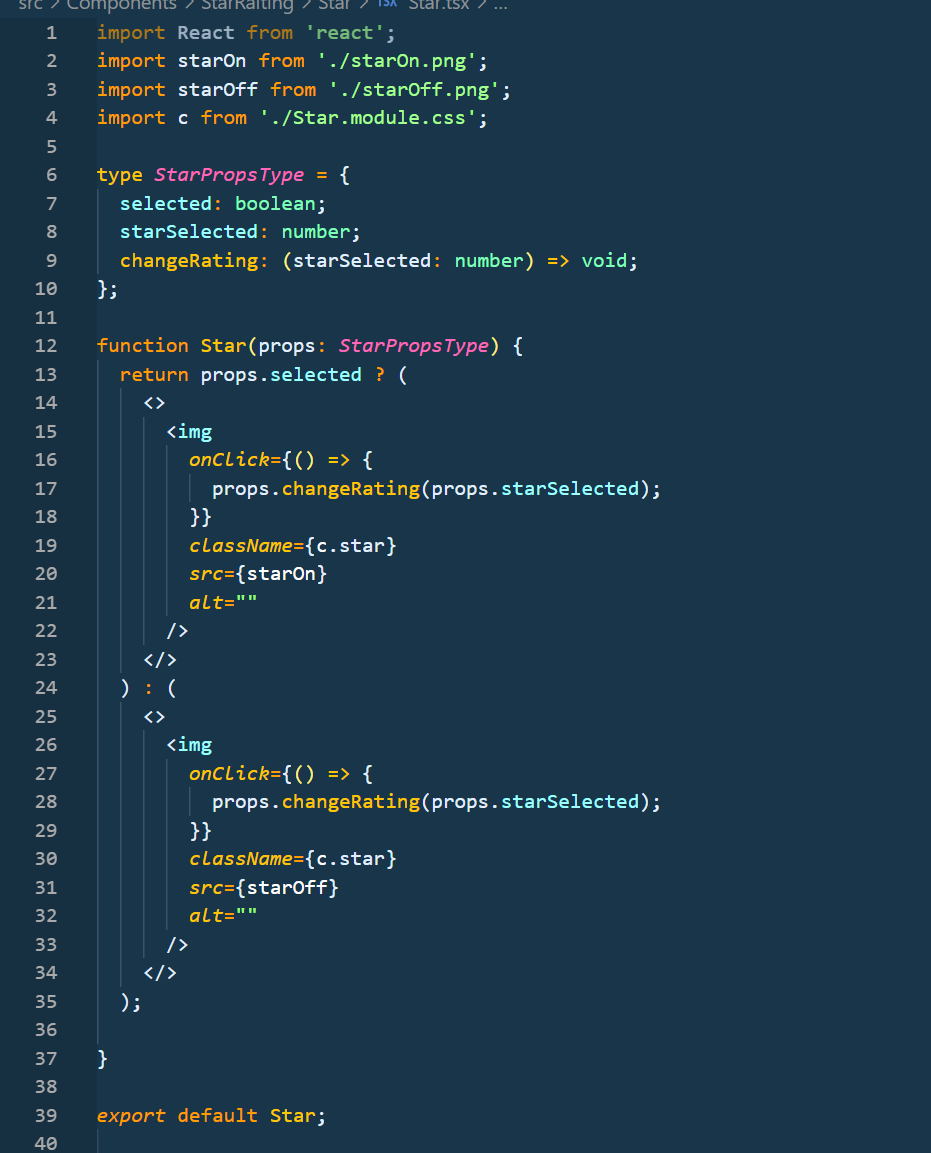 src > Components > StarRaiting > Star > TSX Star.tsx > ...
1 import React from 'react';
2 import starOn from './starOn.png';
3 import starOff from './starOff.png';
4 import c from './Star.module.css';
5
6 type StarPropsType = {
7   selected: boolean;
8   starSelected: number;
9   changeRating: (starSelected: number) => void;
10 };
11
12 function Star(props: StarPropsType) {
13   return props.selected ? (
14     <>
15       <img
16         onClick={() => {
17           props.changeRating(props.starSelected);
18         }}
19         className={c.star}
20         src={starOn}
21         alt=""
22       />
23     </>
24   ) : (
25     <>
26       <img
27         onClick={() => {
28           props.changeRating(props.starSelected);
29         }}
30         className={c.star}
31         src={starOff}
32         alt=""
33       />
34     </>
35   );
36
37 }
38
39 export default Star;
40